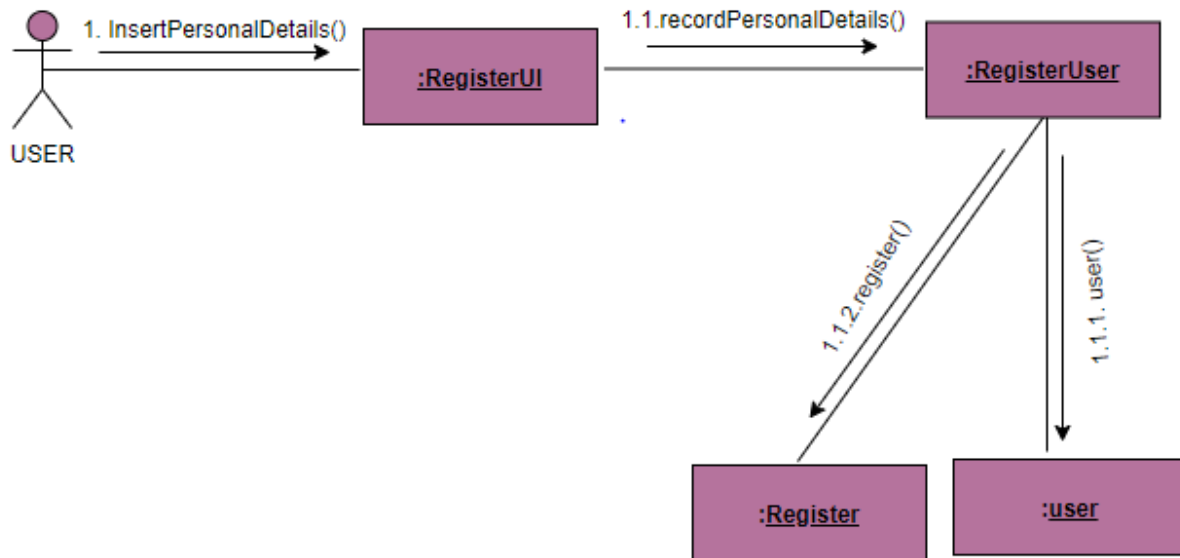 1. InsertPersonalDetails()
1.1.recordPersonalDetails()
:RegisterUI
:RegisterUser
USER
1.1.2.register()
1.1.1. user()
:Register
:user